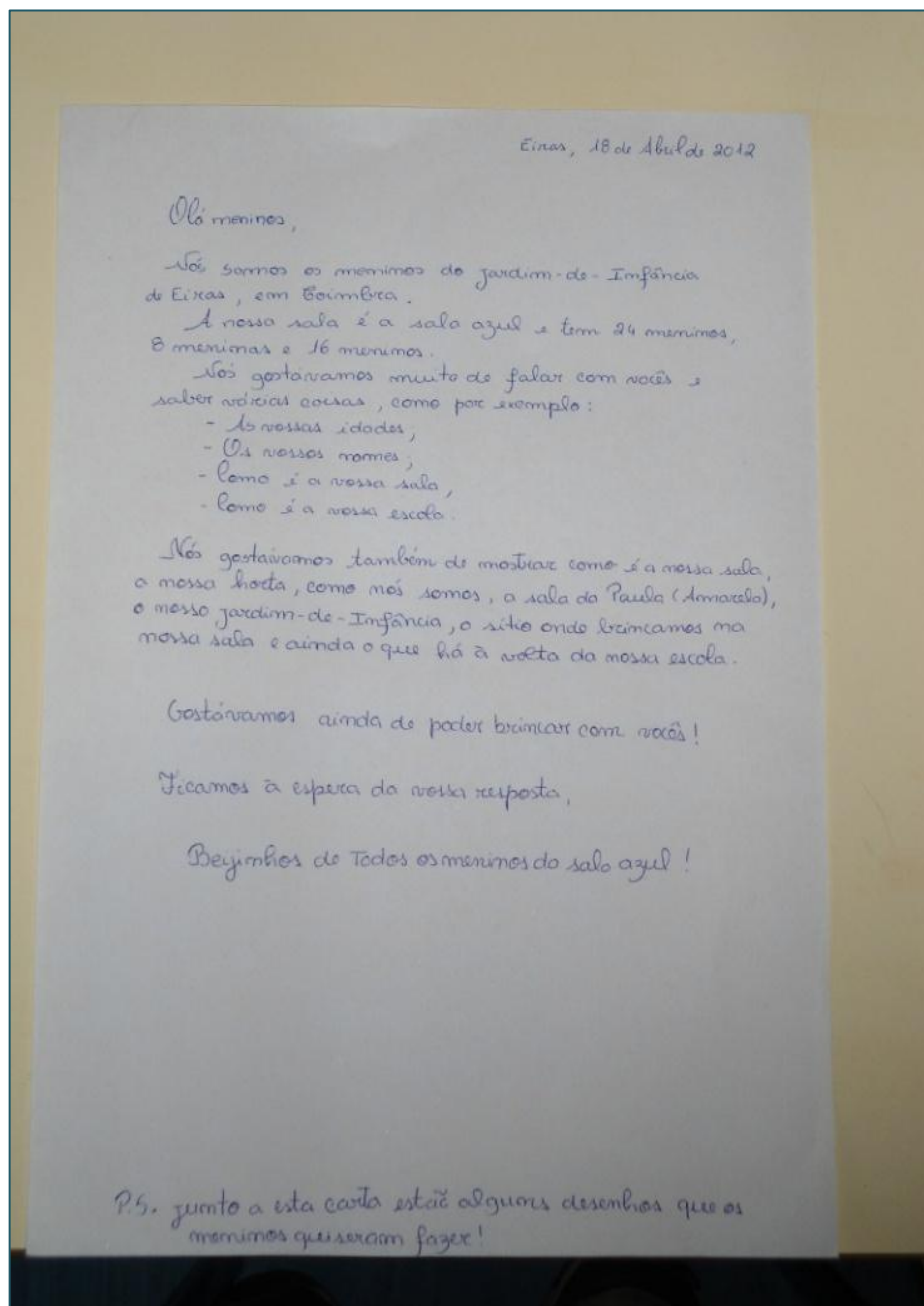 Eiras, 18 de Abril de 2012
Olá meninos,
Nós somos os meninos do jardim-de-Infância
de Eiras, em Coimbra.
A nossa sala é a sala azul e tem 24 meninos,
8 meninas e 16 meninos.
Nós gostávamos muito de falar com vocês e
saber várias coisas, como por exemplo:
- As vossas idades;
- Os vossos nomes;
- Como é a vossa sala,
- Como é a vossa escola.
Nós gostávamos também de mostrar como é a nossa sala,
a nossa horta, como nós somos, a sala da Paula (Amarela),
o nosso jardim-de-Infância, o sítio onde brincamos na
nossa sala e ainda o que há à volta da nossa escola.
Gostávamos ainda de poder brincar com vocês!
Ficamos à espera da vossa resposta,
Beijinhos de Todos os meninos da sala azul!
P.S. junto a esta carta estão alguns desenhos que os
meninos quiseram fazer!